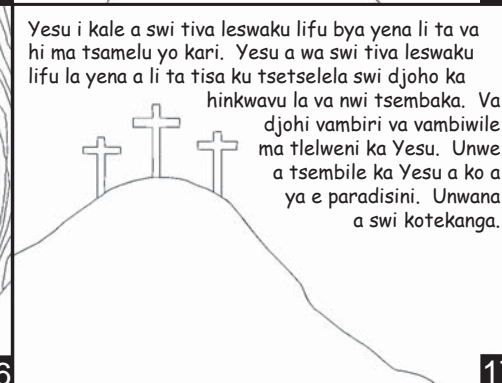 Yesu i kale a swi tiva leswaku lifu bya yena li ta va
hi ma tsamelu yo kari. Yesu a wa swi tiva leswaku
lifu la yena a li ta tisa ku tsetselela swi djoho ka
hinkwavu la va nwi tsembaka. Va
djohi vambiri va vambiwile
ma tlelweni ka Yesu. Unwe
a tsembile ka Yesu a ko a
ya e paradisini. Unwana
a swi kotekanga.